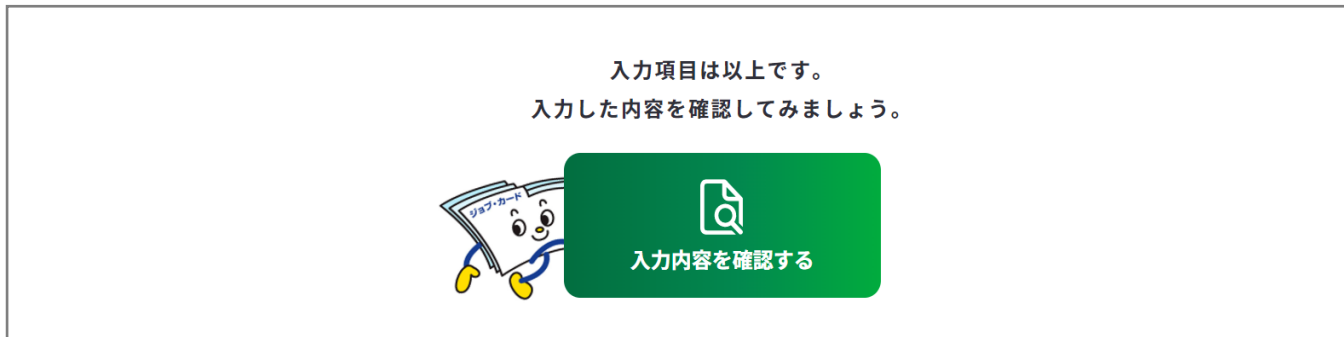 入力項目は以上です。
入力した内容を確認してみましょう。
ジョブ・カード
入力内容を確認する